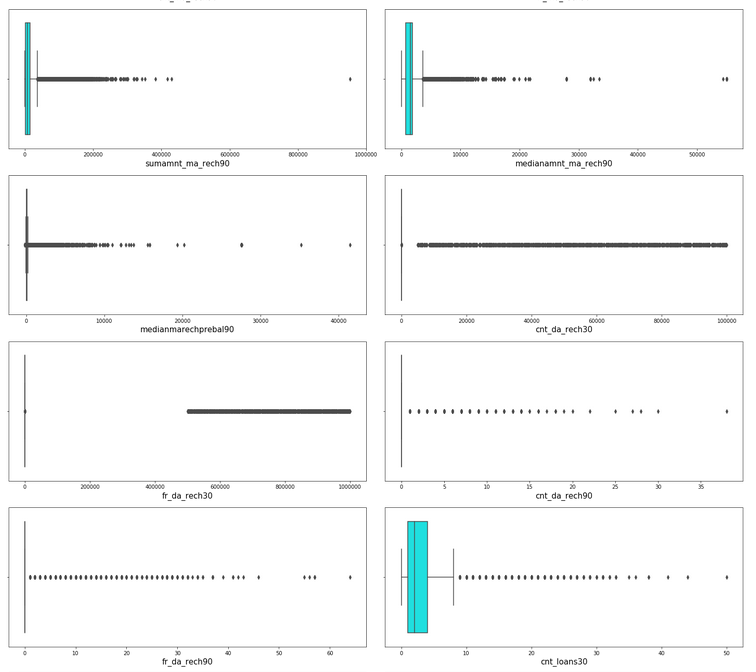 0 200000 400000 600000 800000 1000000
sumamnt_ma_rech90
0 10000 20000 30000 40000 50000
medianamnt_ma_rech90
0 10000 20000 30000 40000
medianmarechprebal90
0 20000 40000 60000 80000 100000
cnt_da_rech30
0 200000 400000 600000 800000 1000000
fr_da_rech30
0 5 10 15 20 25 30 35
cnt_da_rech90
0 10 20 30 40 50 60
fr_da_rech90
0 10 20 30 40 50
cnt_loans30